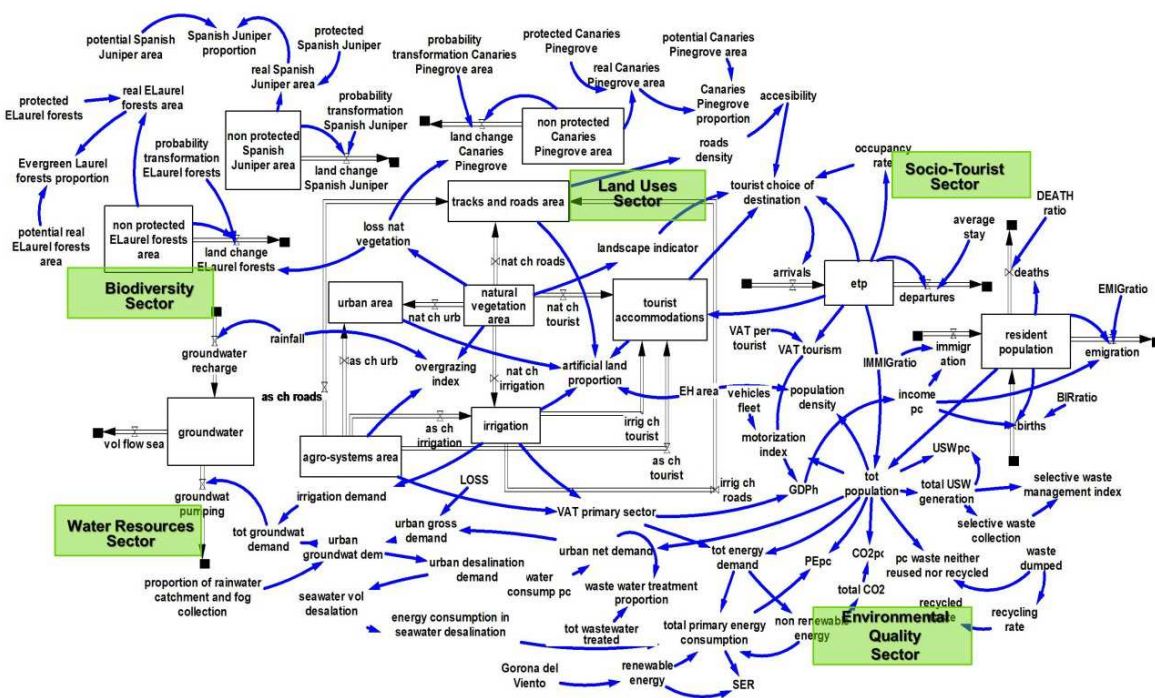 potential Spanish
Juniper area
Spanish Juniper
proportion
protected
Spanish Juniper
real Spanish
Juniper area
probability
transformation Canaries
Pinegrove area
protected Canaries
Pinegrove
potential Canaries
Pinegrove area
real Canaries
Pinegrove area
Canaries
Pinegrove
proportion
accesibility
protected
ELaurel forests
real ELaurel
forests area
probability
transformation
Spanish Juniper
non protected
Spanish Juniper
area
land change
Spanish Juniper
land change
Canaries
Pinegrove
non protected
Canaries
Pinegrove area
roads
density
Evergreen Laurel
forests proportion
probability
transformation
ELaurel forests
tourist choice of
destination
occupancy
rate
Socio-Tourist
Sector
Land Uses
Sector
tracks and roads area
DEATH
ratio
average
stay
potential real
ELaurel forests
area
non protected
ELaurel forests
area
land change
ELaurel forests
loss nat
vegetation
landscape indicator
nat ch roads
arrivals
etp
departures
deaths
Biodiversity
Sector
urban area
nat ch urb
natural
vegetation
area
nat ch
tourist
tourist
accommodations
EMIGratio
resident
population
emigration
immigr
ation
IMMIGratio
VAT per
tourist
VAT tourism
rainfall
groundwater
recharge
as ch urb
overgrazing
index
nat ch
irrigation
artificial land
proportion
EH area
population
density
income
pc
BIRratio
births
as ch roads
vehicles
fleet
motorization
index
vol flow sea
groundwater
agro-systems area
as ch
irrigation
irrigation
irrig ch
tourist
as ch
tourist
irrig ch
roads
GDPh
tot
population
USWpc
total USW
generation
selective waste
management index
selective waste
collection
groundwat
pumping
irrigation demand
LOSS
VAT primary sector
Water Resources
Sector
tot groundwat
demand
urban
groundwat dem
urban gross
demand
urban net demand
tot energy
demand
PEpc
CO2pc
total CO2
pc waste neither
reused nor recycled
waste
dumped
proportion of rainwater
catchment and fog
collection
urban desalination
demand
water
consump pc
waste water treatment
proportion
seawater vol
desalation
recycled
recycling
rate
energy consumption in
seawater desalination
tot wastewater
treated
total primary energy
consumption
non renewable
energy
Environmental
Quality
Sector
Gorona del
Viento
renewable
energy
SER